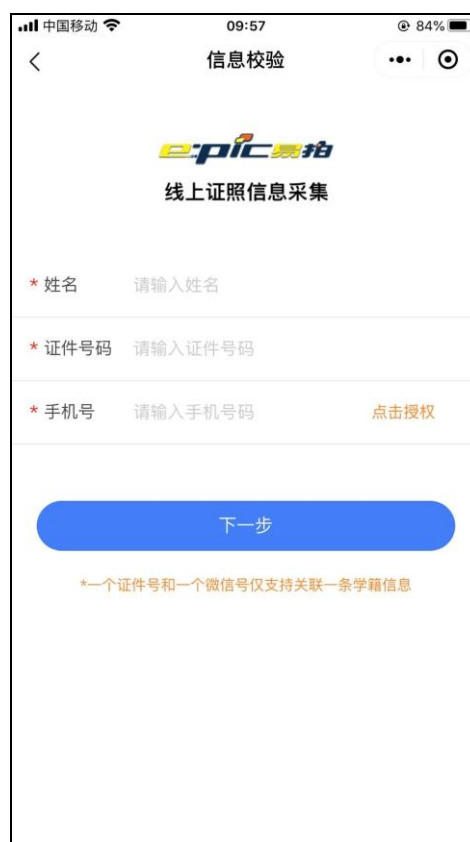 中国移动 09:57 84%
信息校验
e:pic易拍
线上证照信息采集
* 姓名 请输入姓名
* 证件号码 请输入证件号码
* 手机号 请输入手机号码 点击授权
下一步
*一个证件号和一个微信号仅支持关联一条学籍信息